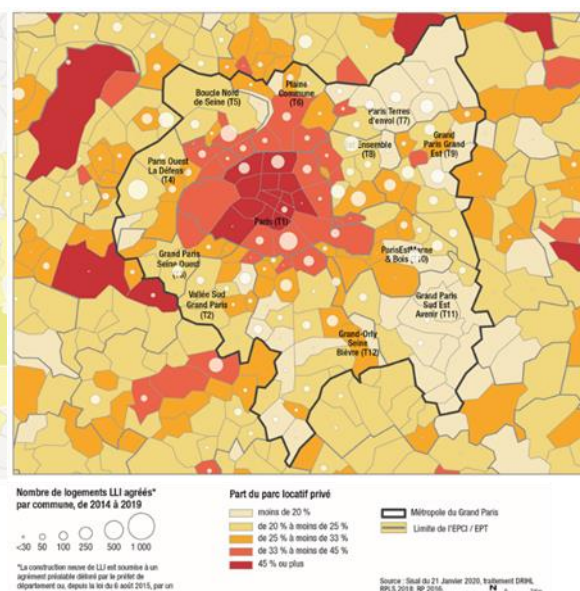 Boucle Nord
de Seine (T5)
Plaine
Commune
(T6)
Paris Terres
d'envol (T7)
Ensemble
(T8)
Grand
Paris Grand
Est (T9)
Paris Ouest
La Défense
(T4)
Paris (T1)
Grand Paris
Seine Ouest
ParisEstMarne
& Bois
Vallée Sud
Grand Paris
(T2)
Grand Paris
Sud Est
Avenir (T11)
Grand-Orly
Seine
Bièvre (T12)
Nombre de logements LLI agréés*
par commune, de 2014 à 2019
<30 50 100 250 500 1 000
*La construction neuve de LLI est soumise à un
agrément préalable délivré par le préfet de
département ou, depuis la loi du 6 août 2015, par un
Part du parc locatif privé
moins de 20 %
de 20 % à moins de 25 %
de 25 % à moins de 33 %
de 33 % à moins de 45 %
45 % ou plus
Métropole du Grand Paris
Limite de l'EPCI / EPT
Source : Sisal du 21 Janvier 2020, traitement DRIHL
RPLS 2018, RP 2016.
N